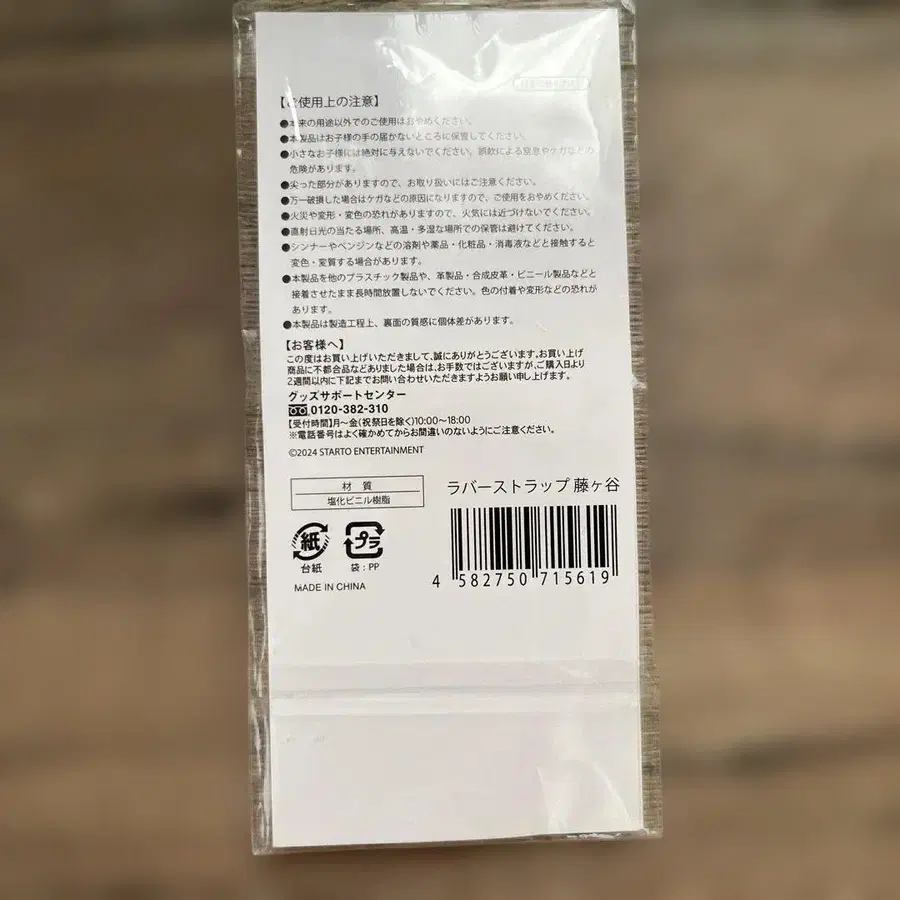 【ご使用上の注意】
●本来の用途以外でのご使用はおやめください。
●本製品はお子様の手の届かないところに保管してください。
●小さなお子様には絶対に与えないでください。誤飲による窒息やケガなどの
危険があります。
●尖った部分がありますので、お取り扱いにはご注意ください。
●万一破損した場合はケガなどの原因になりますので、ご使用をおやめください。
●火災や変形・変色の恐れがありますので、火気には近づけないでください。
●直射日光の当たる場所、高温・多湿な場所での保管は避けてください。
●シンナーやベンジンなどの溶剤や薬品・化粧品・消毒液などと接触すると
変色・変質する場合があります。
●本製品を他のプラスチック製品や、革製品・合成皮革・ビニール製品などと
接着させたまま長時間放置しないでください。色の付着や変形などの恐れが
あります。
●本製品は製造工程上、裏面の質感に個体差があります。
【お客様へ】
この度はお買い上げいただきまして、誠にありがとうございます。お買い上げ
商品に不都合品などありました場合は、お手数ではございますが、ご購入日より
2週間以内に下記までお問い合わせいただきますようお願い申し上げます。
グッズサポートセンター
0120-382-310
【受付時間】月〜金(祝祭日を除く)10:00〜18:00
※電話番号はよく確かめてからお間違いのないようにご注意ください。
©2024 STARTO ENTERTAINMENT
材 質
塩化ビニル樹脂
ラバーストラップ 藤ヶ谷
紙
台紙
プラ
袋:PP
4 582750 715619
MADE IN CHINA